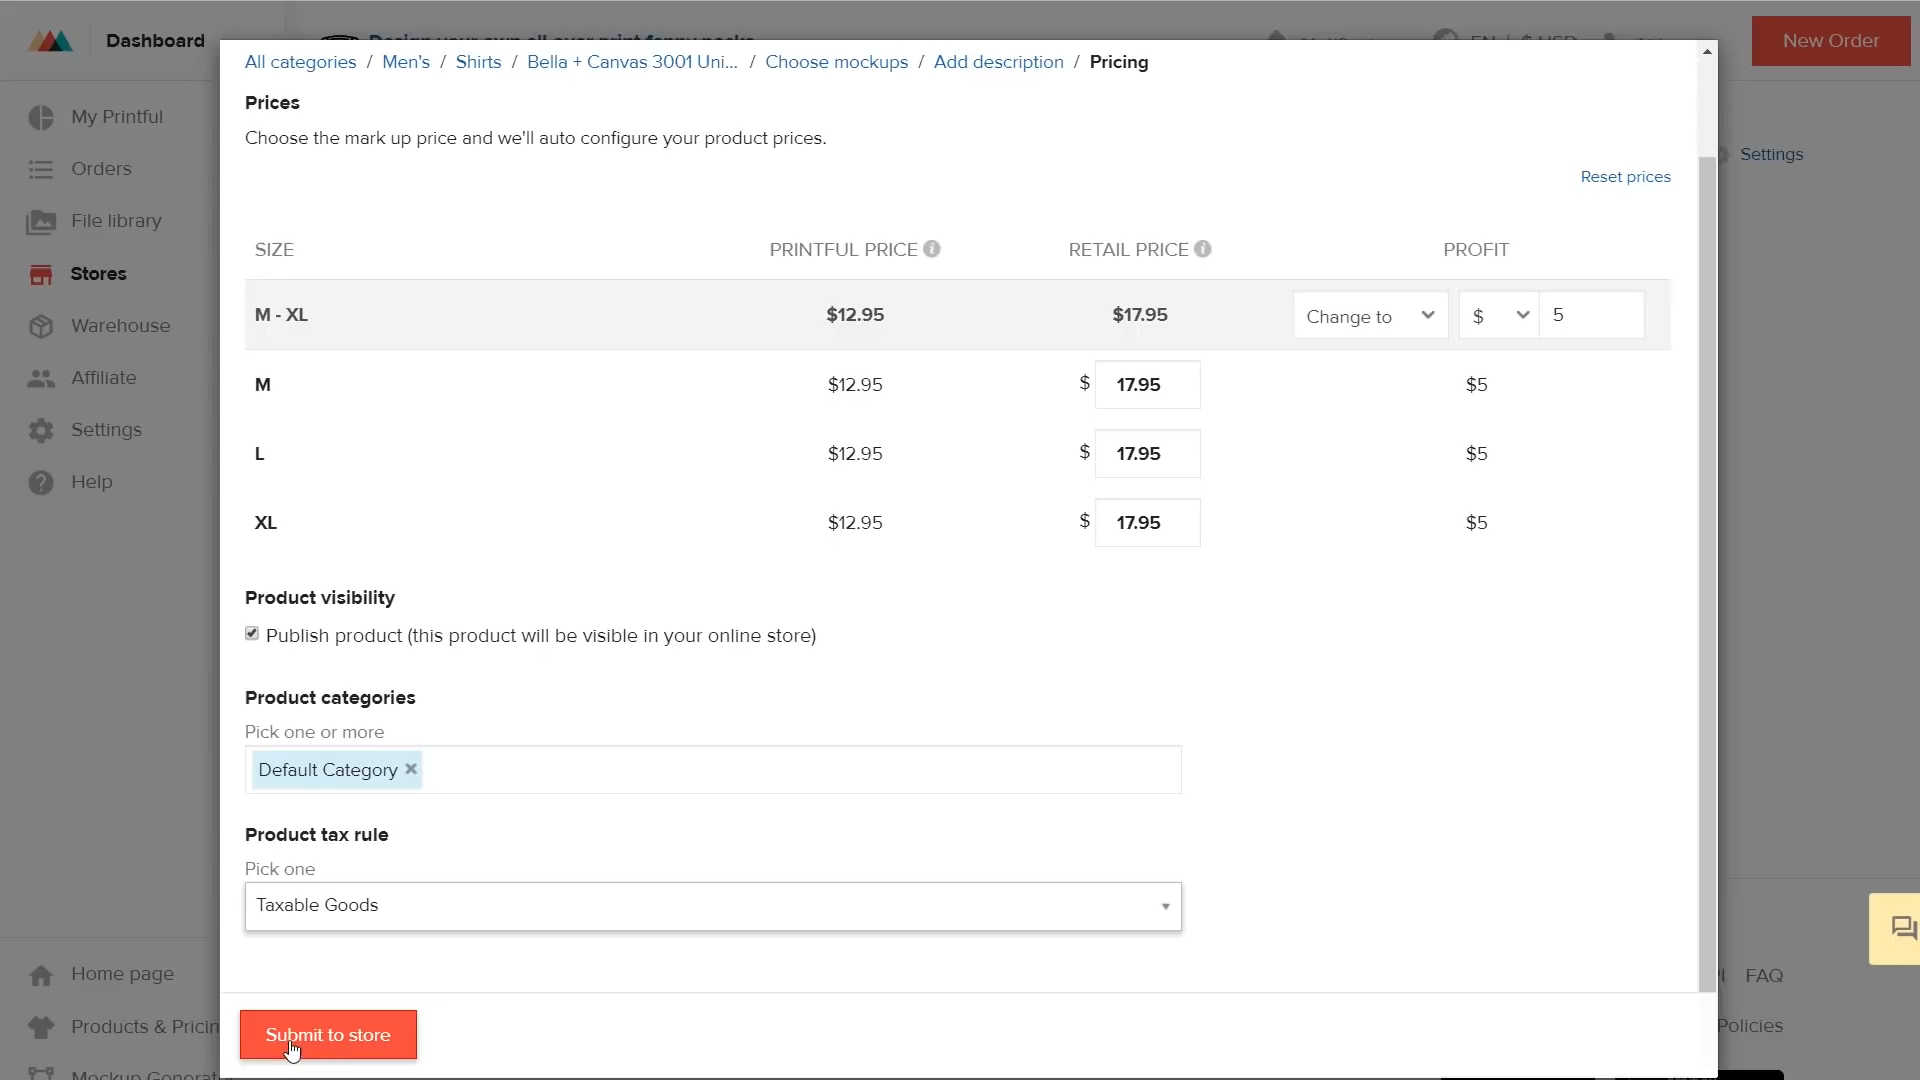 Dashboard
New Order
All categories / Men's / Shirts / Bella + Canvas 3001 Uni... / Choose mockups / Add description / Pricing
Prices
My Printful
Choose the mark up price and we'll auto configure your product prices.
Settings
Orders
Reset prices
File library
SIZE PRINTFUL PRICE RETAIL PRICE PROFIT
Stores
M - XL $12.95 $17.95 Change to $ 5
Warehouse
Affiliate
M $12.95 $ 17.95 $5
Settings
L $12.95 $ 17.95 $5
Help
XL $12.95 $ 17.95 $5
Product visibility
Publish product (this product will be visible in your online store)
Product categories
Pick one or more
Default Category
Product tax rule
Pick one
Taxable Goods
Home page
FAQ
Products & Pricin
Submit to store
Policies
Mockup Generat